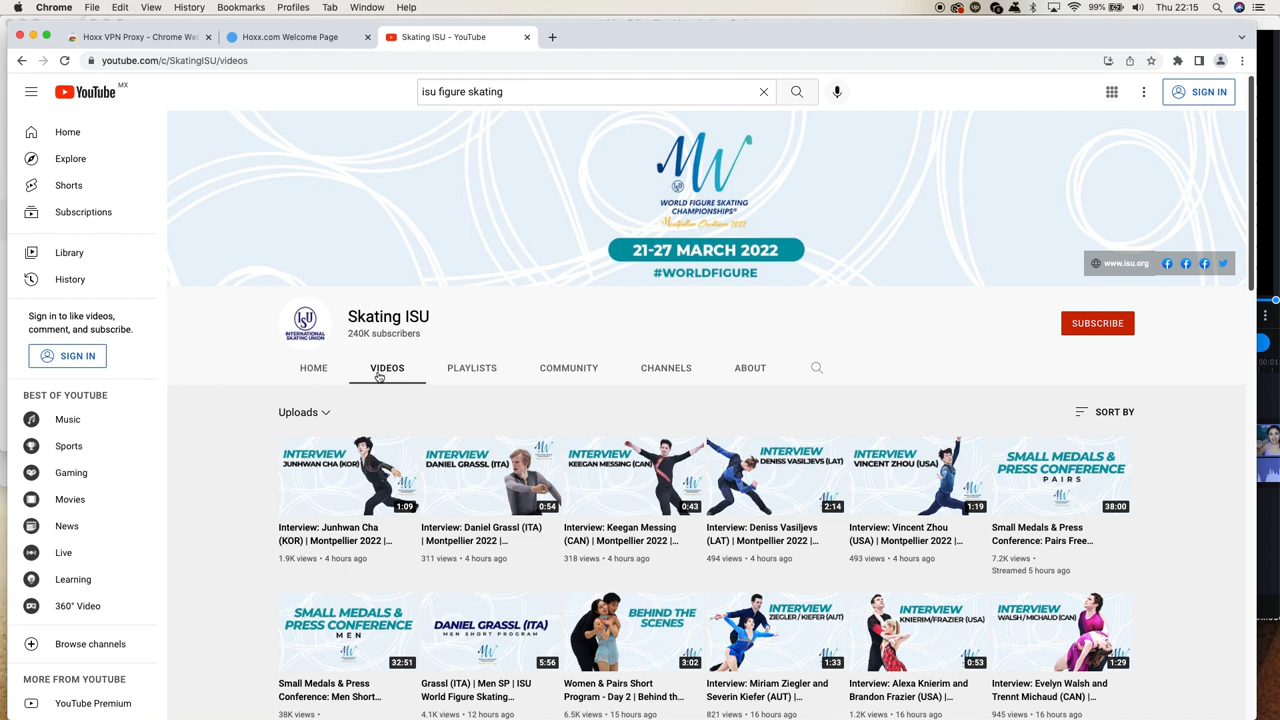 Chrome File Edit View History Bookmarks Profiles Tab Window Help 99% Thu 22:15
Hoxx VPN Proxy - Chrome Web Hoxx.com Welcome Page Skating ISU - YouTube
youtube.com/c/SkatingISU/videos
YouTube MX
isu figure skating
SIGN IN
Home
Explore
Shorts
Subscriptions
Library
History
Sign in to like videos,
comment, and subscribe.
SIGN IN
BEST OF YOUTUBE
Music
Sports
Gaming
Movies
News
Live
Learning
360° Video
Browse channels
MORE FROM YOUTUBE
YouTube Premium
MW
ISU
WORLD FIGURE SKATING
CHAMPIONSHIPS®
Montpellier Occitanie 2022
21-27 MARCH 2022
#WORLDFIGURE
www.isu.org
ISU
INTERNATIONAL
SKATING UNION
Skating ISU
240K subscribers
SUBSCRIBE
HOME VIDEOS PLAYLISTS COMMUNITY CHANNELS ABOUT
Uploads
SORT BY
INTERVIEW
JUNHWAN CHA (KOR)
1:09
Interview: Junhwan Cha
(KOR) | Montpellier 2022 |...
1.9K views • 4 hours ago
INTERVIEW
DANIEL GRASSL (ITA)
0:54
Interview: Daniel Grassl (ITA)
| Montpellier 2022 |...
311 views • 4 hours ago
INTERVIEW
KEEGAN MESSING (CAN)
0:43
Interview: Keegan Messing
(CAN) | Montpellier 2022 |...
318 views • 4 hours ago
INTERVIEW
DENISS VASILJEVS (LAT)
2:14
Interview: Deniss Vasiljevs
(LAT) | Montpellier 2022 |...
494 views • 4 hours ago
INTERVIEW
VINCENT ZHOU (USA)
1:19
Interview: Vincent Zhou
(USA) | Montpellier 2022 |...
493 views • 4 hours ago
SMALL MEDALS &
PRESS CONFERENCE
PAIRS
38:00
Small Medals & Press
Conference: Pairs Free...
7.2K views •
Streamed 5 hours ago
SMALL MEDALS &
PRESS CONFERENCE
MEN
32:51
Small Medals & Press
Conference: Men Short...
38K views •
DANIEL GRASSL (ITA)
MEN SHORT PROGRAM
5:56
Grassl (ITA) | Men SP | ISU
World Figure Skating...
4.1K views • 12 hours ago
BEHIND THE
SCENES
3:02
Women & Pairs Short
Program - Day 2 | Behind th...
6.5K views • 15 hours ago
INTERVIEW
ZIEGLER / KIEFER (AUT)
1:33
Interview: Miriam Ziegler and
Severin Kiefer (AUT) |...
821 views • 16 hours ago
INTERVIEW
KNIERIM/FRAZIER (USA)
0:53
Interview: Alexa Knierim and
Brandon Frazier (USA) |...
1.2K views • 16 hours ago
INTERVIEW
WALSH / MICHAUD (CAN)
1:29
Interview: Evelyn Walsh and
Trennt Michaud (CAN) |...
945 views • 16 hours ago